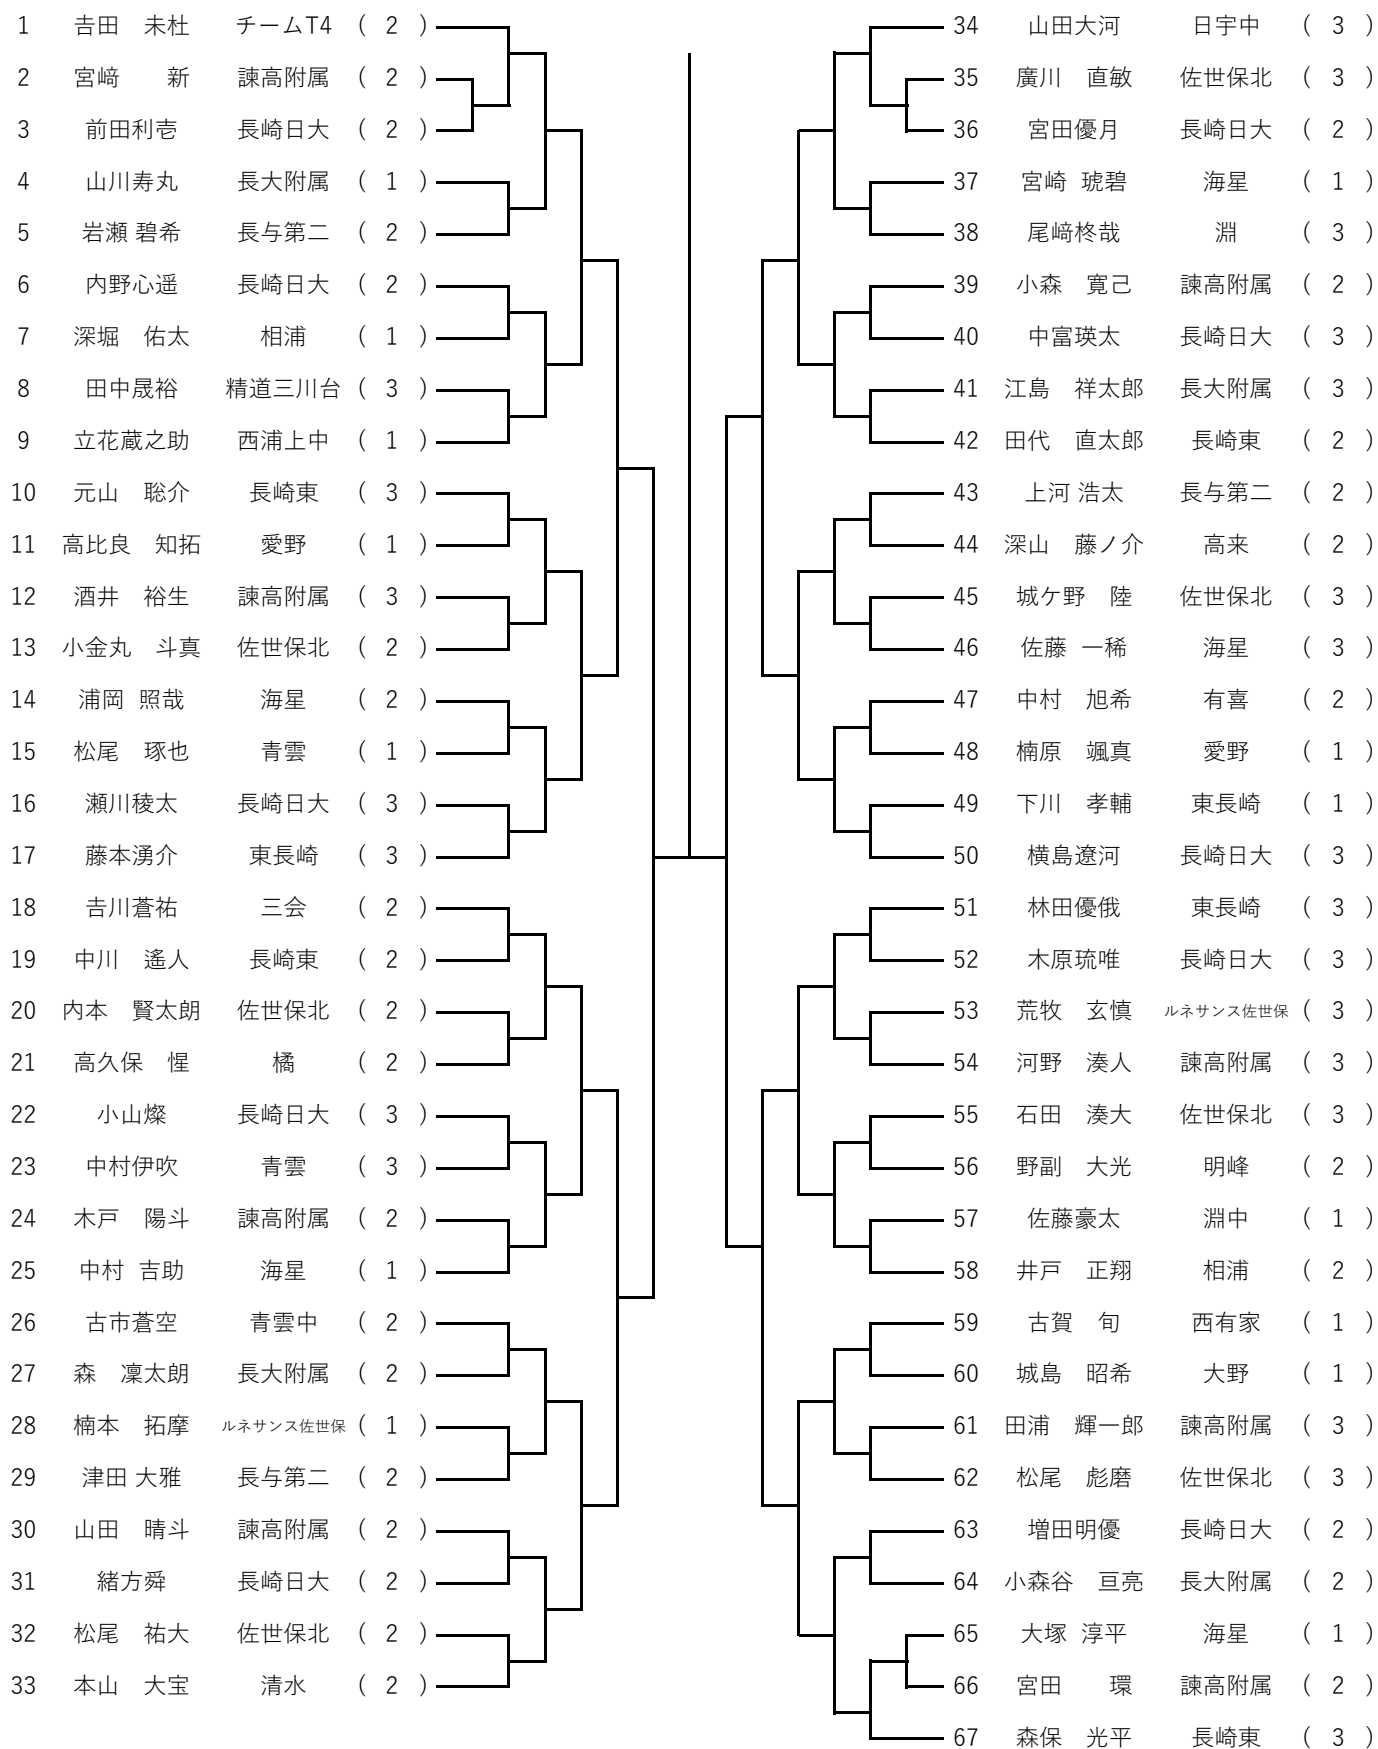 1 吉田　未杜 チームT4 ( 2 )
2 宮﨑　　新 諫高附属 ( 2 )
3 前田利壱 長崎日大 ( 2 )
4 山川寿丸 長大附属 ( 1 )
5 岩瀬 碧希 長与第二 ( 2 )
6 内野心遥 長崎日大 ( 2 )
7 深堀　佑太 相浦 ( 1 )
8 田中晟裕 精道三川台 ( 3 )
9 立花蔵之助 西浦上中 ( 1 )
10 元山　聡介 長崎東 ( 3 )
11 高比良　知拓 愛野 ( 1 )
12 酒井　裕生 諫高附属 ( 3 )
13 小金丸　斗真 佐世保北 ( 2 )
14 浦岡 照哉 海星 ( 2 )
15 松尾　琢也 青雲 ( 1 )
16 瀬川稜太 長崎日大 ( 3 )
17 藤本湧介 東長崎 ( 3 )
18 吉川蒼祐 三会 ( 2 )
19 中川　遙人 長崎東 ( 2 )
20 内本　賢太朗 佐世保北 ( 2 )
21 高久保　惺 橘 ( 2 )
22 小山燦 長崎日大 ( 3 )
23 中村伊吹 青雲 ( 3 )
24 木戸　陽斗 諫高附属 ( 2 )
25 中村 吉助 海星 ( 1 )
26 古市蒼空 青雲中 ( 2 )
27 森　凜太朗 長大附属 ( 2 )
28 楠本　拓摩 ルネサンス佐世保 ( 1 )
29 津田 大雅 長与第二 ( 2 )
30 山田　晴斗 諫高附属 ( 2 )
31 緒方舜 長崎日大 ( 2 )
32 松尾　祐大 佐世保北 ( 2 )
33 本山　大宝 清水 ( 2 )
34 山田大河 日宇中 ( 3 )
35 廣川　直敏 佐世保北 ( 3 )
36 宮田優月 長崎日大 ( 2 )
37 宮崎 琥碧 海星 ( 1 )
38 尾﨑柊哉 淵 ( 3 )
39 小森　寛己 諫高附属 ( 2 )
40 中富瑛太 長崎日大 ( 3 )
41 江島　祥太郎 長大附属 ( 3 )
42 田代　直太郎 長崎東 ( 2 )
43 上河 浩太 長与第二 ( 2 )
44 深山　藤ノ介 高来 ( 2 )
45 城ケ野　陸 佐世保北 ( 3 )
46 佐藤 一稀 海星 ( 3 )
47 中村　旭希 有喜 ( 2 )
48 楠原　颯真 愛野 ( 1 )
49 下川　孝輔 東長崎 ( 1 )
50 横島遼河 長崎日大 ( 3 )
51 林田優俄 東長崎 ( 3 )
52 木原琉唯 長崎日大 ( 3 )
53 荒牧　玄慎 ルネサンス佐世保 ( 3 )
54 河野　湊人 諫高附属 ( 3 )
55 石田　湊大 佐世保北 ( 3 )
56 野副　大光 明峰 ( 2 )
57 佐藤豪太 淵中 ( 1 )
58 井戸　正翔 相浦 ( 2 )
59 古賀　旬 西有家 ( 1 )
60 城島　昭希 大野 ( 1 )
61 田浦　輝一郎 諫高附属 ( 3 )
62 松尾　彪磨 佐世保北 ( 3 )
63 増田明優 長崎日大 ( 2 )
64 小森谷　亘亮 長大附属 ( 2 )
65 大塚 淳平 海星 ( 1 )
66 宮田　　環 諫高附属 ( 2 )
67 森保　光平 長崎東 ( 3 )